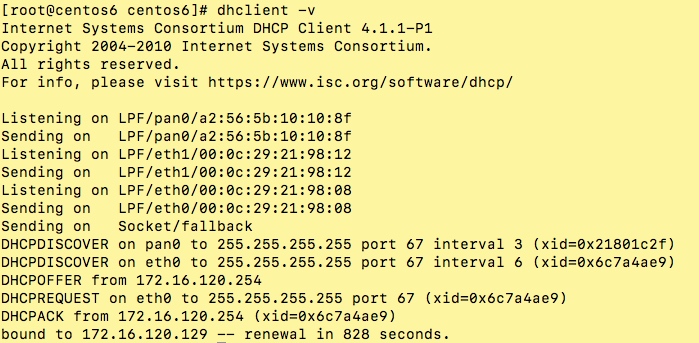 [root@centos6 centos6]# dhclient -v
Internet Systems Consortium DHCP Client 4.1.1-P1
Copyright 2004-2010 Internet Systems Consortium.
All rights reserved.
For info, please visit https://www.isc.org/software/dhcp/

Listening on LPF/pan0/a2:56:5b:10:10:8f
Sending on   LPF/pan0/a2:56:5b:10:10:8f
Listening on LPF/eth1/00:0c:29:21:98:12
Sending on   LPF/eth1/00:0c:29:21:98:12
Listening on LPF/eth0/00:0c:29:21:98:08
Sending on   LPF/eth0/00:0c:29:21:98:08
Sending on   Socket/fallback
DHCPDISCOVER on pan0 to 255.255.255.255 port 67 interval 3 (xid=0x21801c2f)
DHCPDISCOVER on eth0 to 255.255.255.255 port 67 interval 6 (xid=0x6c7a4ae9)
DHCPOFFER from 172.16.120.254
DHCPREQUEST on eth0 to 255.255.255.255 port 67 (xid=0x6c7a4ae9)
DHCPACK from 172.16.120.254 (xid=0x6c7a4ae9)
bound to 172.16.120.129 -- renewal in 828 seconds.